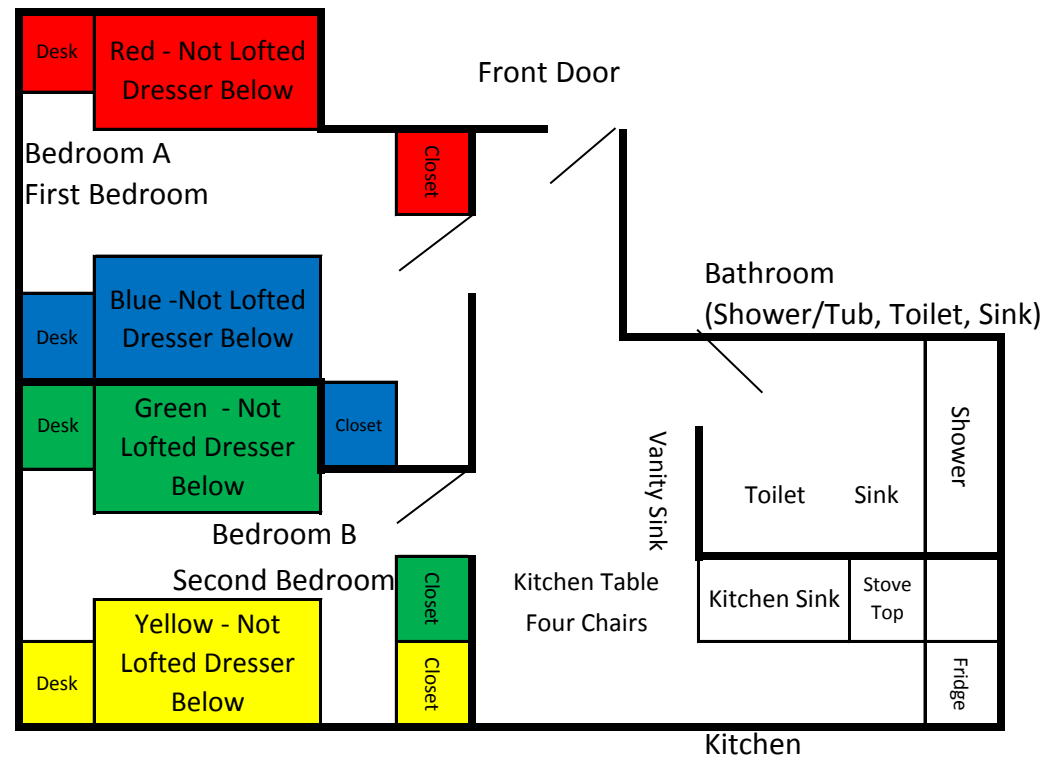 Desk
Red - Not Lofted
Dresser Below
Front Door
Bedroom A
First Bedroom
Closet
Bathroom
(Shower/Tub, Toilet, Sink)
Desk
Blue -Not Lofted
Dresser Below
Desk
Green - Not
Lofted Dresser
Below
Closet
Vanity Sink
Toilet
Sink
Shower
Bedroom B
Second Bedroom
Closet
Kitchen Table
Four Chairs
Kitchen Sink
Stove
Top
Desk
Yellow - Not
Lofted Dresser
Below
Closet
Fridge
Kitchen